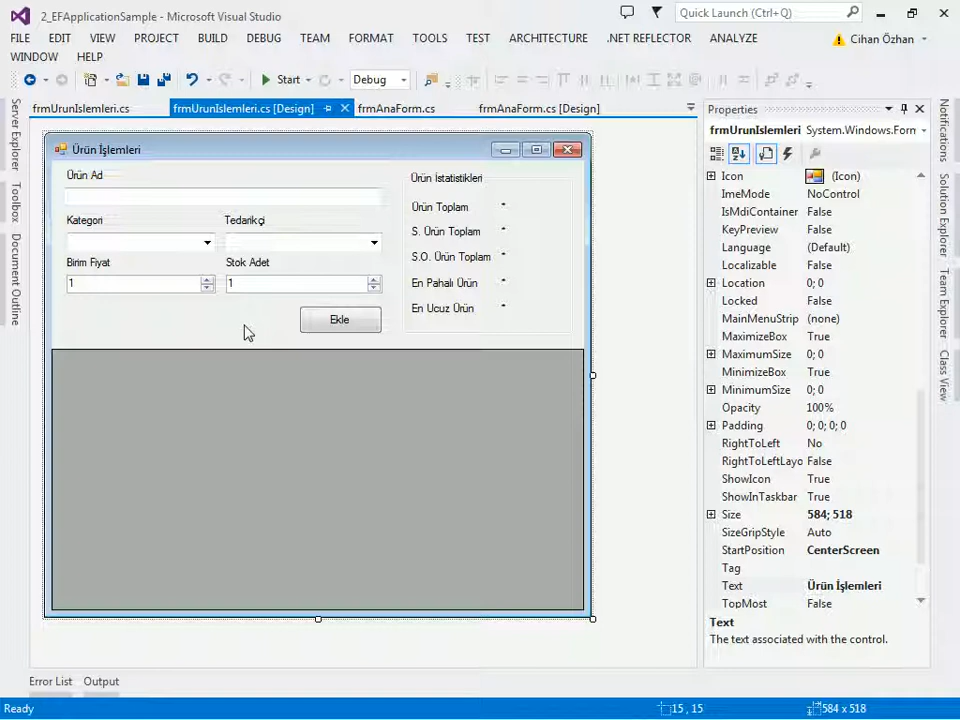 2_EFApplicationSample - Microsoft Visual Studio
Quick Launch (Ctrl+Q)
FILE EDIT VIEW PROJECT BUILD DEBUG TEAM FORMAT TOOLS TEST ARCHITECTURE .NET REFLECTOR ANALYZE
Cihan Özhan
WINDOW HELP
Start Debug
frmUrunIslemleri.cs frmUrunIslemleri.cs [Design] frmAnaForm.cs frmAnaForm.cs [Design]
Server Explorer
Toolbox
Document Outline
Ürün İşlemleri
Ürün Ad
Kategori Tedarikçi
Birim Fiyat Stok Adet
1 1
Ekle
Ürün İstatistikleri
Ürün Toplam -
S. Ürün Toplam -
S.O. Ürün Toplam -
En Pahalı Ürün -
En Ucuz Ürün -
Properties
frmUrunIslemleri System.Windows.Forn
Icon (Icon)
ImeMode NoControl
IsMdiContainer False
KeyPreview False
Language (Default)
Localizable False
Location 0; 0
Locked False
MainMenuStrip (none)
MaximizeBox True
MaximumSize 0; 0
MinimizeBox True
MinimumSize 0; 0
Opacity 100%
Padding 0; 0; 0; 0
RightToLeft No
RightToLeftLayo False
ShowIcon True
ShowInTaskbar True
Size 584; 518
SizeGripStyle Auto
StartPosition CenterScreen
Tag
Text Ürün İşlemleri
TopMost False
Text
The text associated with the control.
Notifications
Solution Explorer
Team Explorer
Class View
Error List Output
Ready 15 , 15 584 x 518